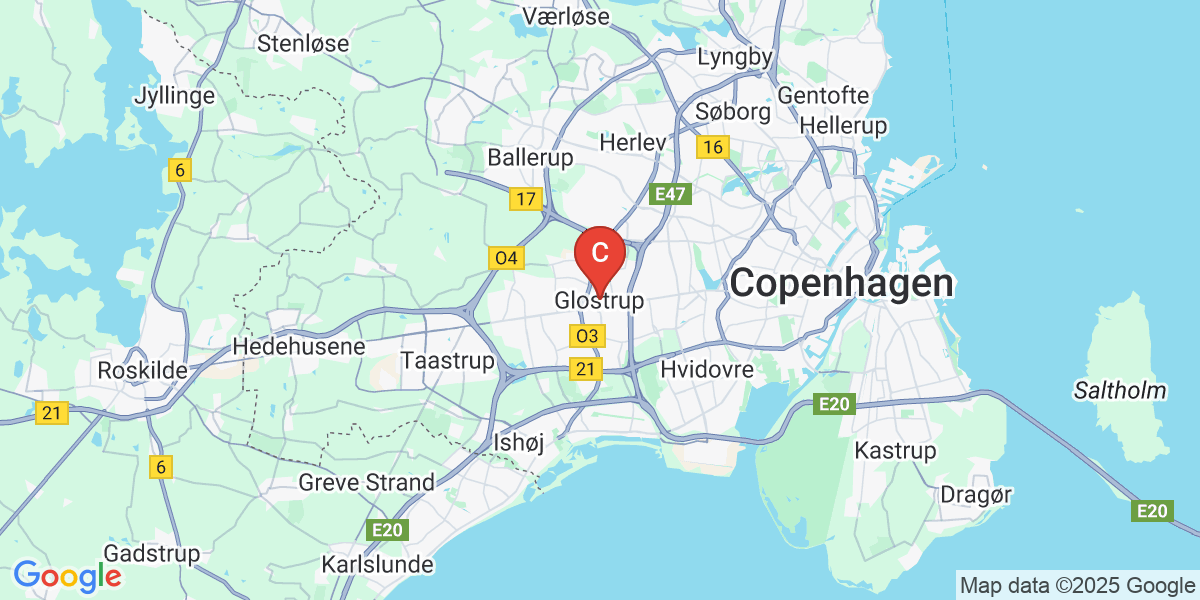 Værløse
Stenløse
Lyngby
Jyllinge
Gentofte
Søborg
Hellerup
Herlev
16
Ballerup
6
E47
17
C
O4
Copenhagen
Glostrup
O3
Hedehusene
Taastrup
21
Roskilde
Hvidovre
Saltholm
21
E20
Ishøj
Kastrup
6
Greve Strand
Dragør
E20
E20
Gadstrup
Karlslunde
Google
Map data ©2025 Google